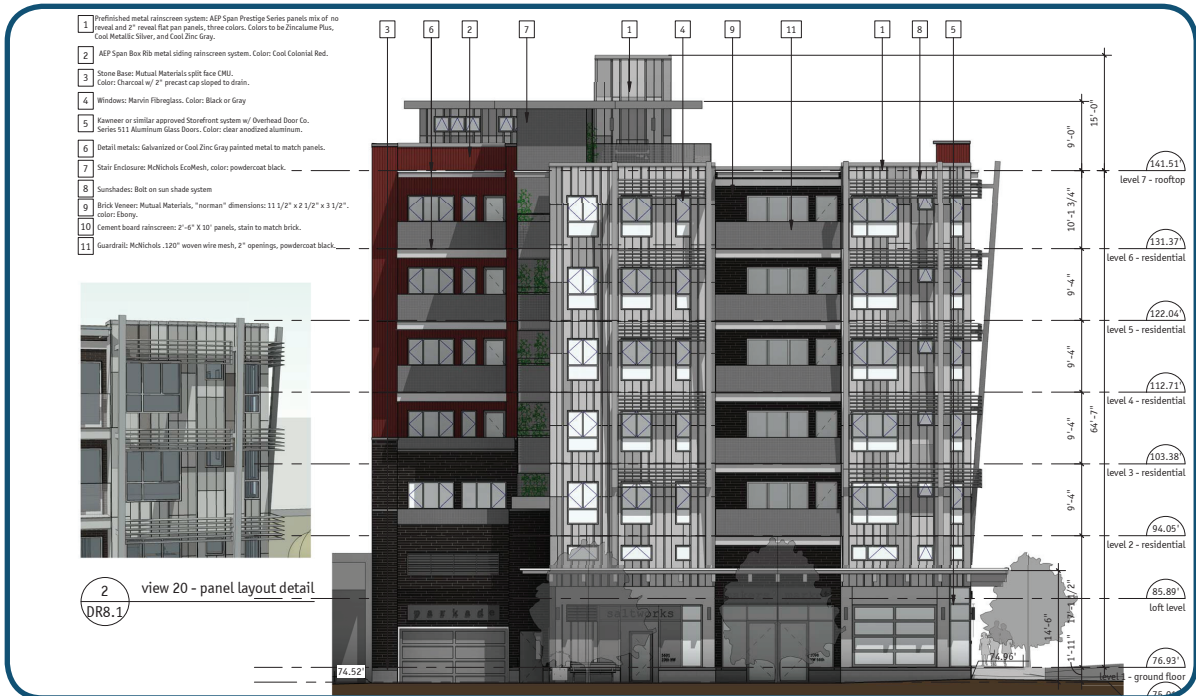 1 Prefinished metal rainscreen system: AEP Span Prestige Series panels mix of no
reveal and 2" reveal flat pan panels, three colors. Colors to be Zincalume Plus,
Cool Metallic Silver, and Cool Zinc Gray.
2 AEP Span Box Rib metal siding rainscreen system. Color: Cool Colonial Red.
3 Stone Base: Mutual Materials split face CMU.
Color: Charcoal w/ 2" precast cap sloped to drain.
4 Windows: Marvin Fibreglass. Color: Black or Gray
5 Kawneer or similar approved Storefront system w/ Overhead Door Co.
Series 511 Aluminum Glass Doors. Color: clear anodized aluminum.
6 Detail metals: Galvanized or Cool Zinc Gray painted metal to match panels.
7 Stair Enclosure: McNichols EcoMesh, color: powdercoat black.
8 Sunshades: Bolt on sun shade system
9 Brick Veneer: Mutual Materials, "norman" dimensions: 11 1/2" x 2 1/2" x 3 1/2".
color: Ebony.
10 Cement board rainscreen: 2'-6" X 10' panels, stain to match brick.
11 Guardrail: McNichols .120" woven wire mesh, 2" openings, powdercoat black.
3 6 2 7 1 4 9 11 1 8 5
15'-0"
9'-0"
141.51'
level 7 - rooftop
10'-1 3/4"
131.37'
level 6 - residential
9'-4"
122.04'
level 5 - residential
9'-4"
112.71'
level 4 - residential
9'-4"
64'-7"
103.38'
level 3 - residential
9'-4"
94.05'
level 2 - residential
85.89'
loft level
14'-6"
1'-11"
76.93'
level 1 - ground floor
74.96'
74.52'
parkside
saltworks
2
DR8.1
view 20 - panel layout detail